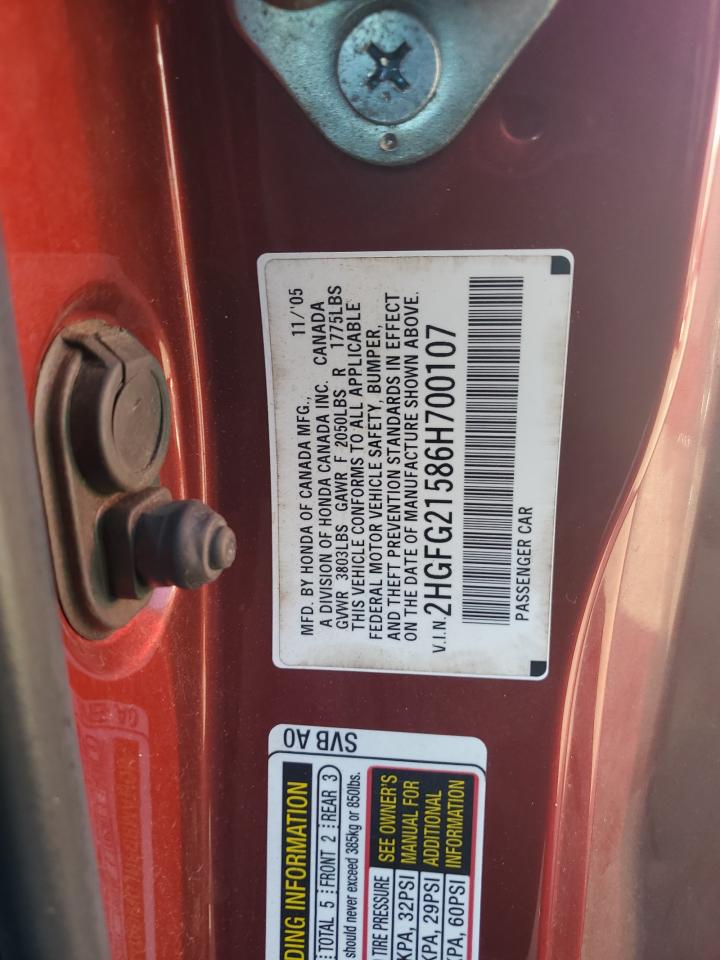 MFD. BY HONDA OF CANADA MFG., 11/'05
A DIVISION OF HONDA CANADA INC. CANADA
GVWR 3803LBS GAWR F 2050LBS R 1775LBS
THIS VEHICLE CONFORMS TO ALL APPLICABLE
FEDERAL MOTOR VEHICLE SAFETY, BUMPER,
AND THEFT PREVENTION STANDARDS IN EFFECT
ON THE DATE OF MANUFACTURE SHOWN ABOVE.
V.I.N. 2HGFG21586H700107
PASSENGER CAR
SVB A0
INFORMATION
TOTAL 5 FRONT 2 REAR 3
should never exceed 385kg or 850lbs.
TIRE PRESSURE SEE OWNER'S
32PSI MANUAL FOR
29PSI ADDITIONAL
60PSI INFORMATION